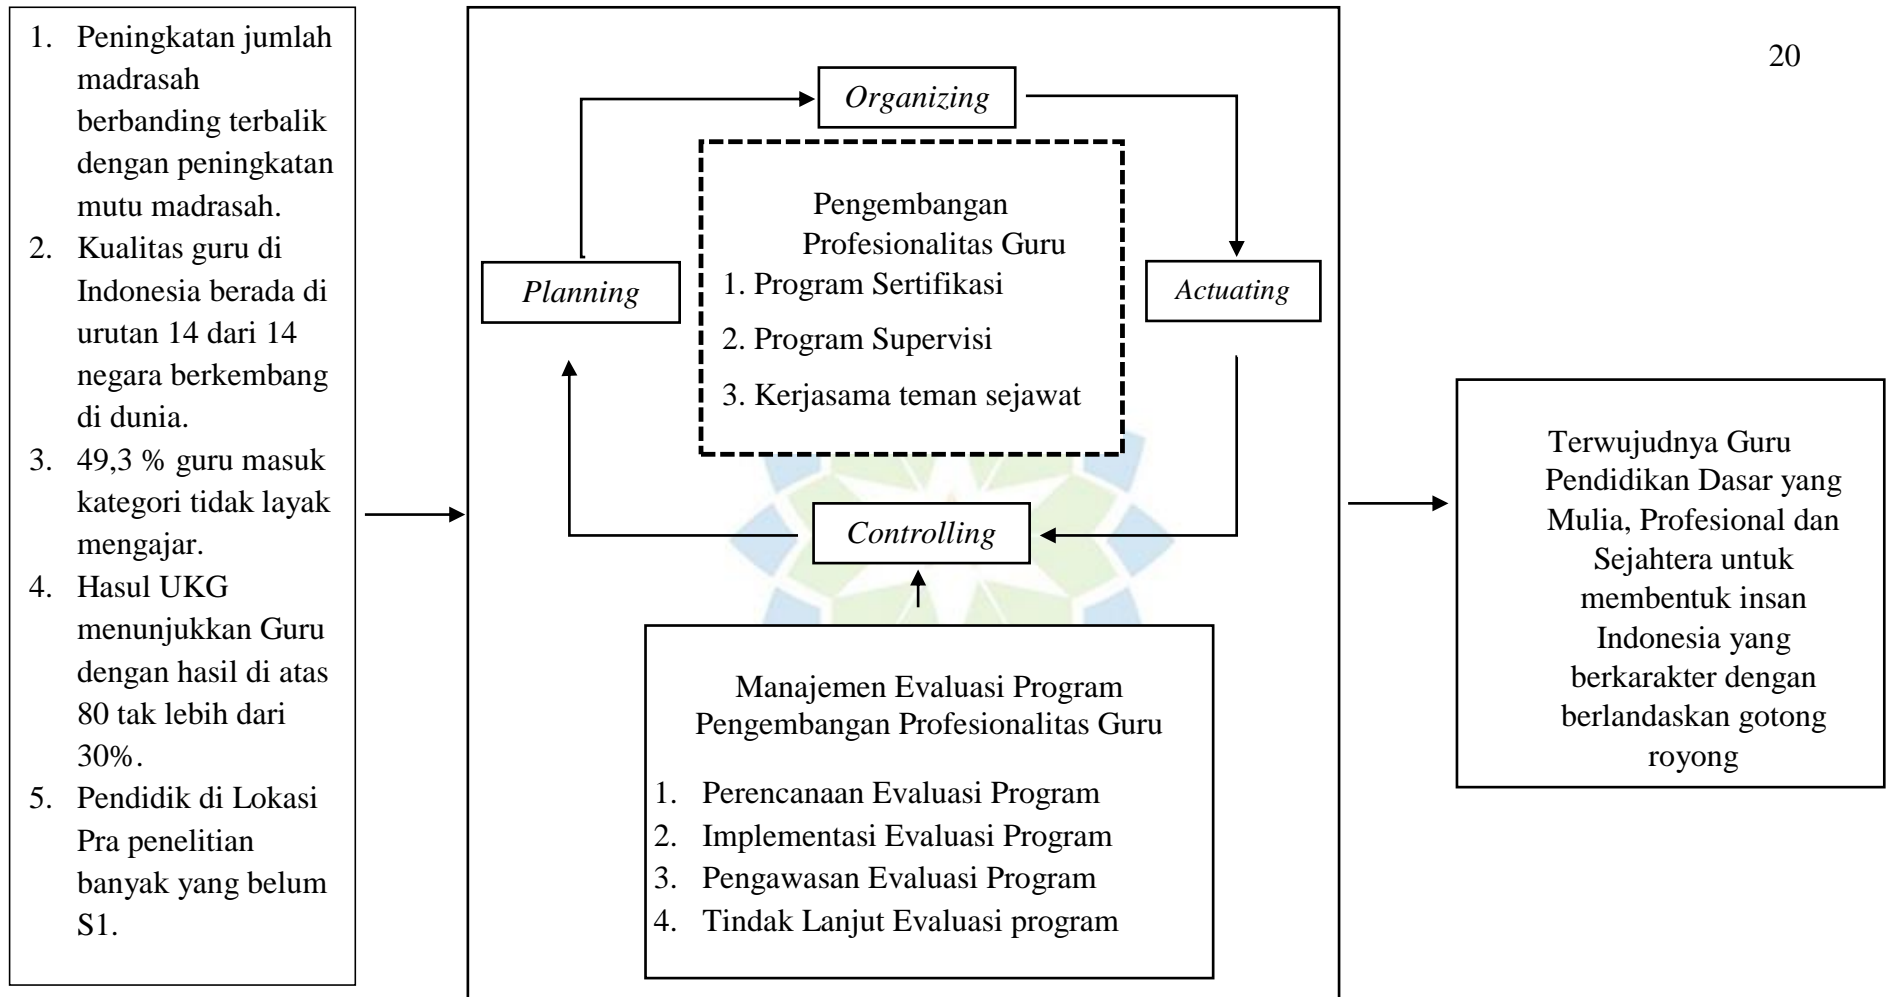 20
1. Peningkatan jumlah
madrasah
berbanding terbalik
dengan peningkatan
mutu madrasah.
2. Kualitas guru di
Indonesia berada di
urutan 14 dari 14
negara berkembang
di dunia.
3. 49,3 % guru masuk
kategori tidak layak
mengajar.
4. Hasul UKG
menunjukkan Guru
dengan hasil di atas
80 tak lebih dari
30%.
5. Pendidik di Lokasi
Pra penelitian
banyak yang belum
S1.
Organizing
Planning
Pengembangan
Profesionalitas Guru
1. Program Sertifikasi
2. Program Supervisi
3. Kerjasama teman sejawat
Actuating
Controlling
Manajemen Evaluasi Program
Pengembangan Profesionalitas Guru
1. Perencanaan Evaluasi Program
2. Implementasi Evaluasi Program
3. Pengawasan Evaluasi Program
4. Tindak Lanjut Evaluasi program
Terwujudnya Guru
Pendidikan Dasar yang
Mulia, Profesional dan
Sejahtera untuk
membentuk insan
Indonesia yang
berkarakter dengan
berlandaskan gotong
royong